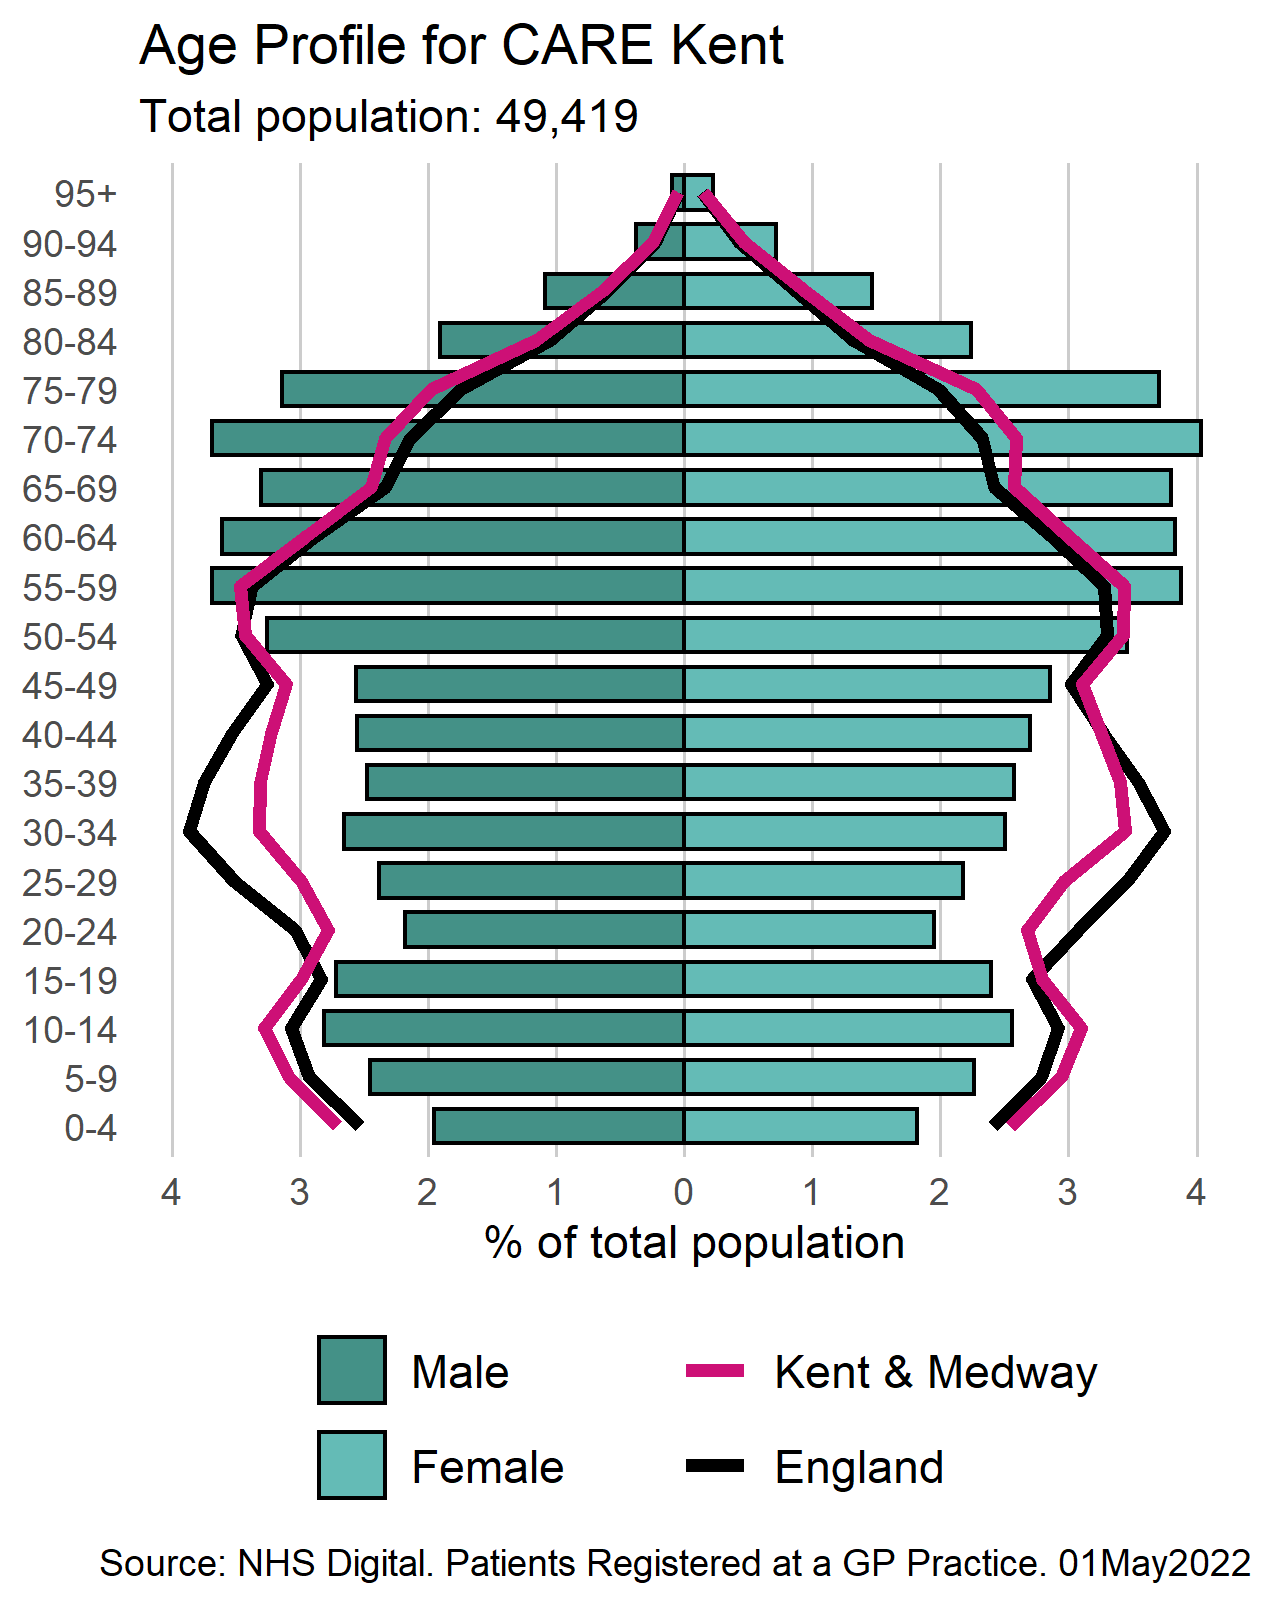 Age Profile for CARE Kent
Total population: 49,419
95+
90-94
85-89
80-84
75-79
70-74
65-69
60-64
55-59
50-54
45-49
40-44
35-39
30-34
25-29
20-24
15-19
10-14
5-9
0-4
4 3 2 1 0 1 2 3 4
% of total population
Male Kent & Medway
Female England
Source: NHS Digital. Patients Registered at a GP Practice. 01May2022